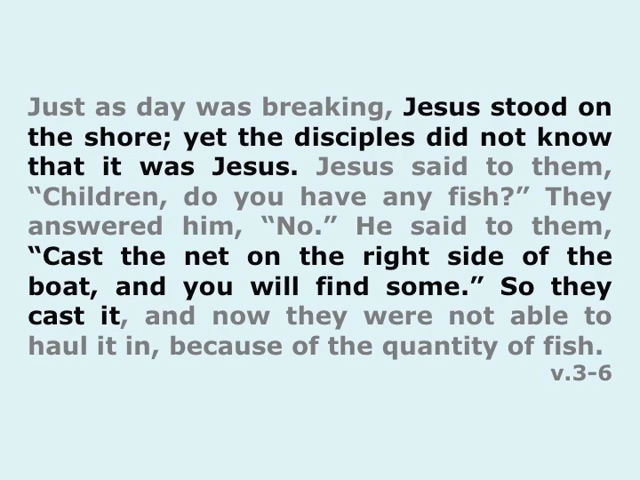 Just as day was breaking, Jesus stood on
the shore; yet the disciples did not know
that it was Jesus. Jesus said to them,
“Children, do you have any fish?” They
answered him, “No.” He said to them,
“Cast the net on the right side of the
boat, and you will find some.” So they
cast it, and now they were not able to
haul it in, because of the quantity of fish.
v.3-6